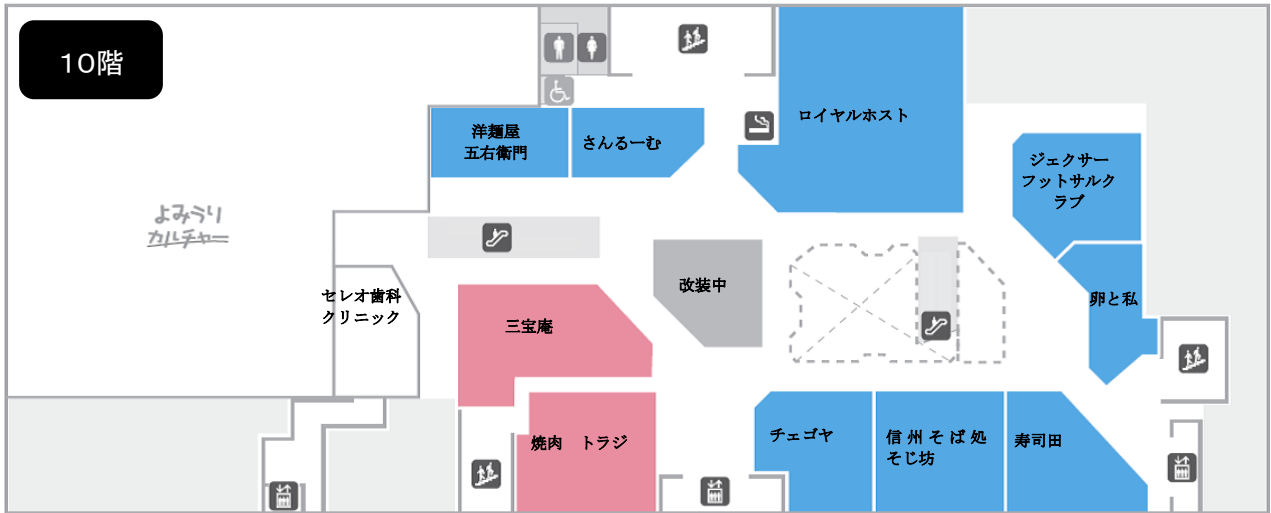 10階
洋麺屋
五右衛門
さんるーむ
ロイヤルホスト
ジェクサー
フットサルク
ラブ
よみうり
カルチャー
改装中
セレオ歯科
クリニック
三宝庵
卵と私
焼肉 トラジ
チェゴヤ
信州そば処
そじ坊
寿司田